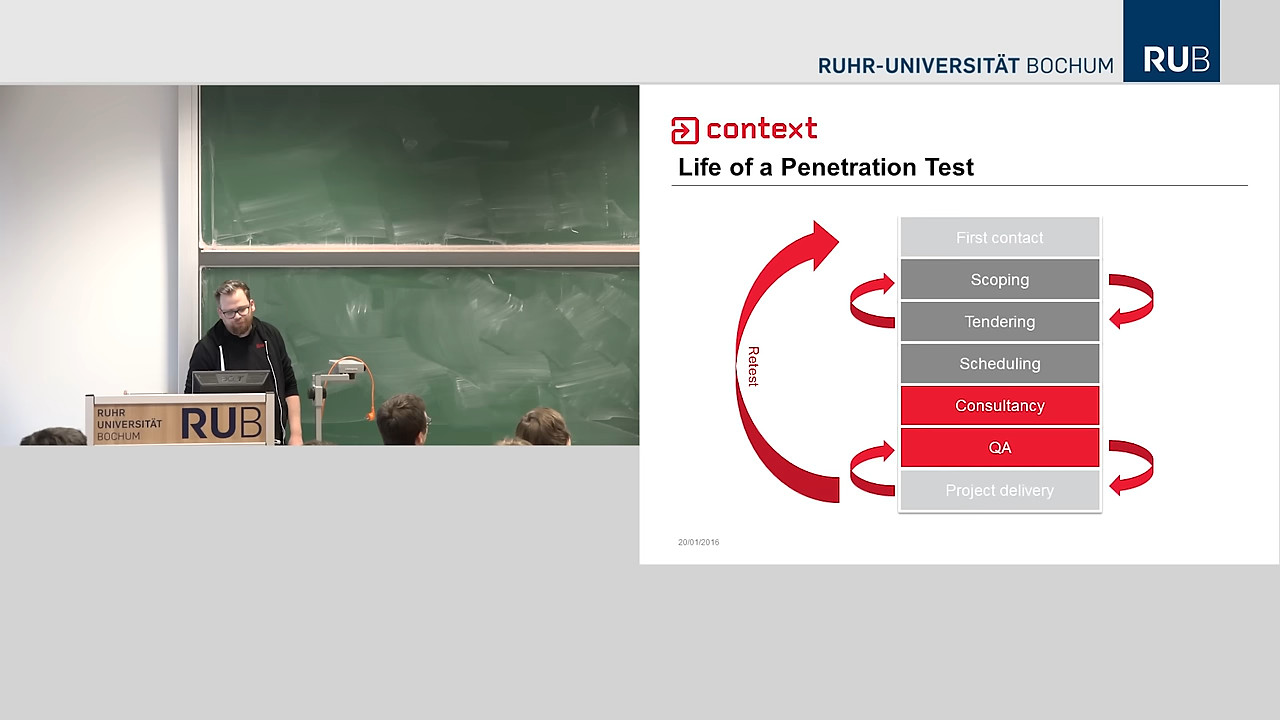 RUHR-UNIVERSITÄT BOCHUM
RUB
context
Life of a Penetration Test
First contact
Scoping
Tendering
Scheduling
Consultancy
QA
Project delivery
Retest
20/01/2016
RUHR
UNIVERSITÄT
BOCHUM
RUB